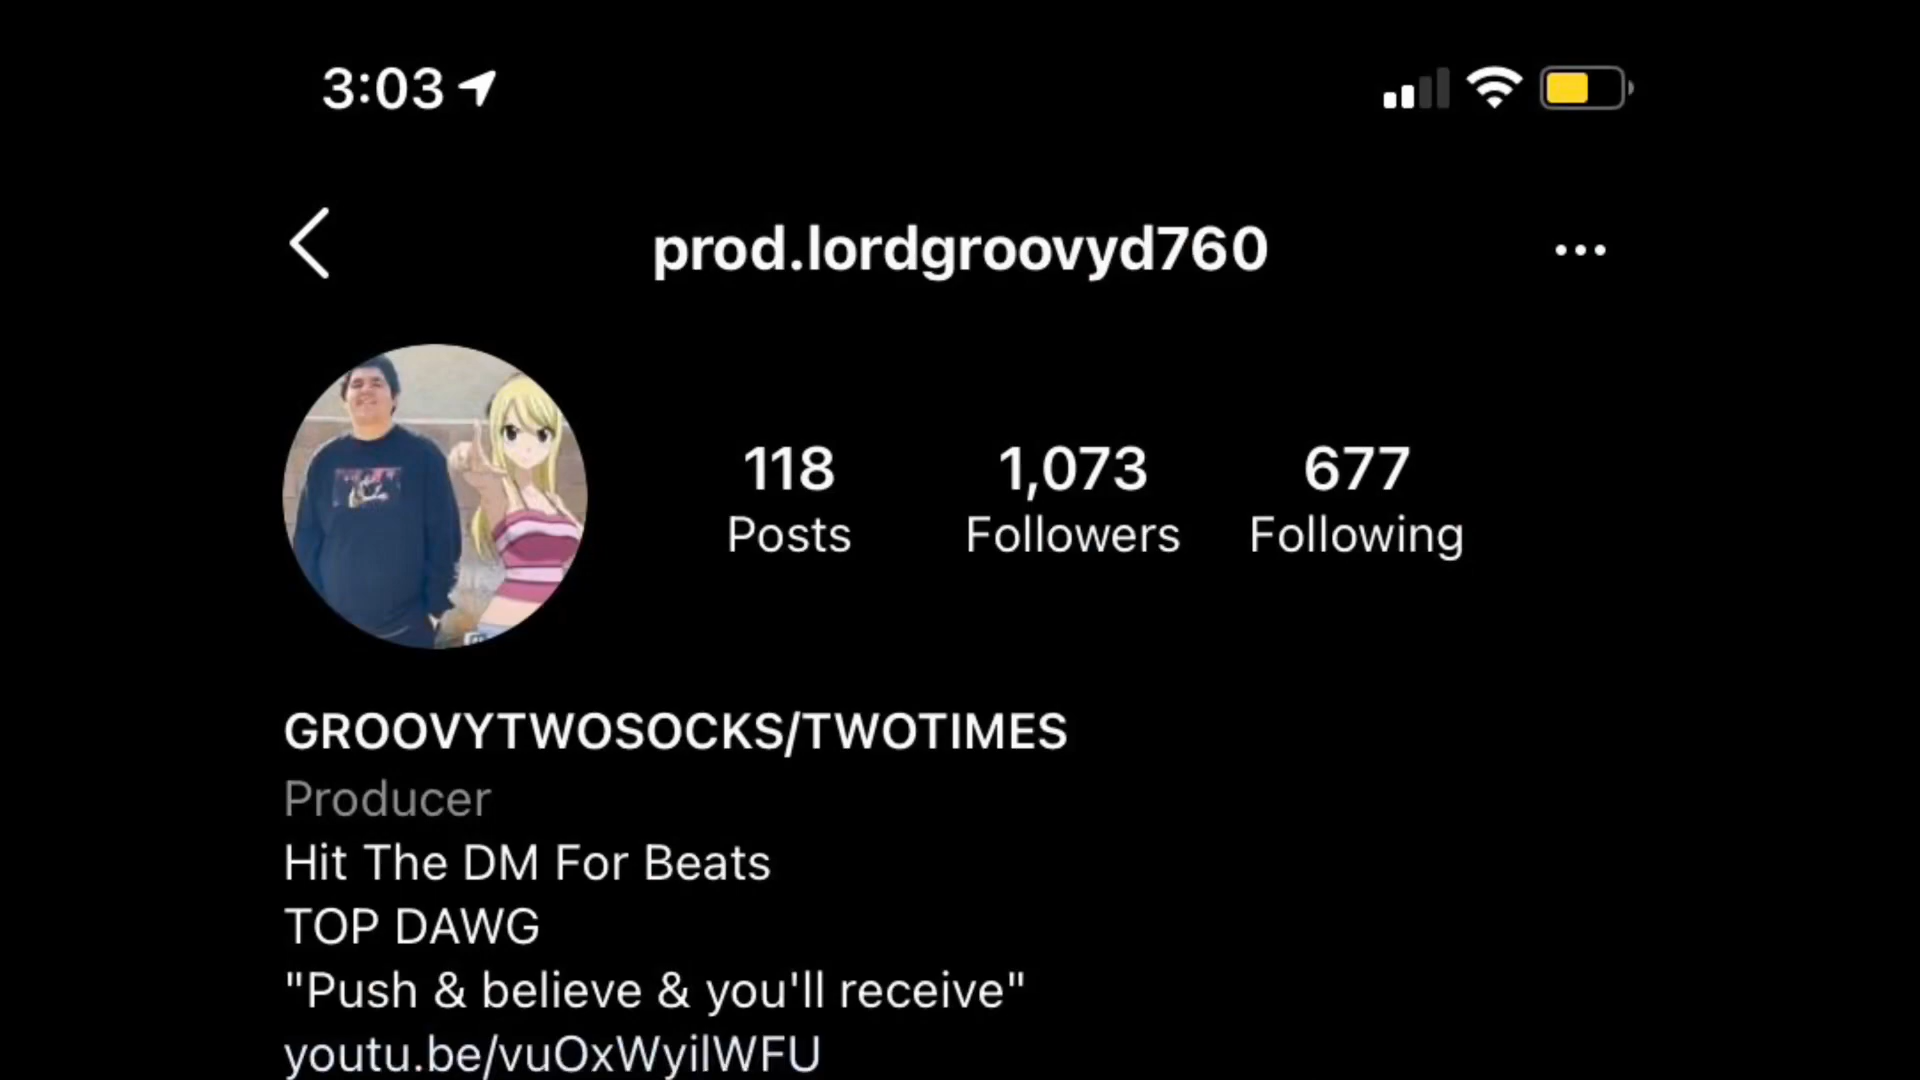 3:03
prod.lordgroovyd760
118
Posts
1,073
Followers
677
Following
GROOVYTWOSOCKS/TWOTIMES
Producer
Hit The DM For Beats
TOP DAWG
"Push & believe & you'll receive"
youtu.be/vuOxWyilWFU